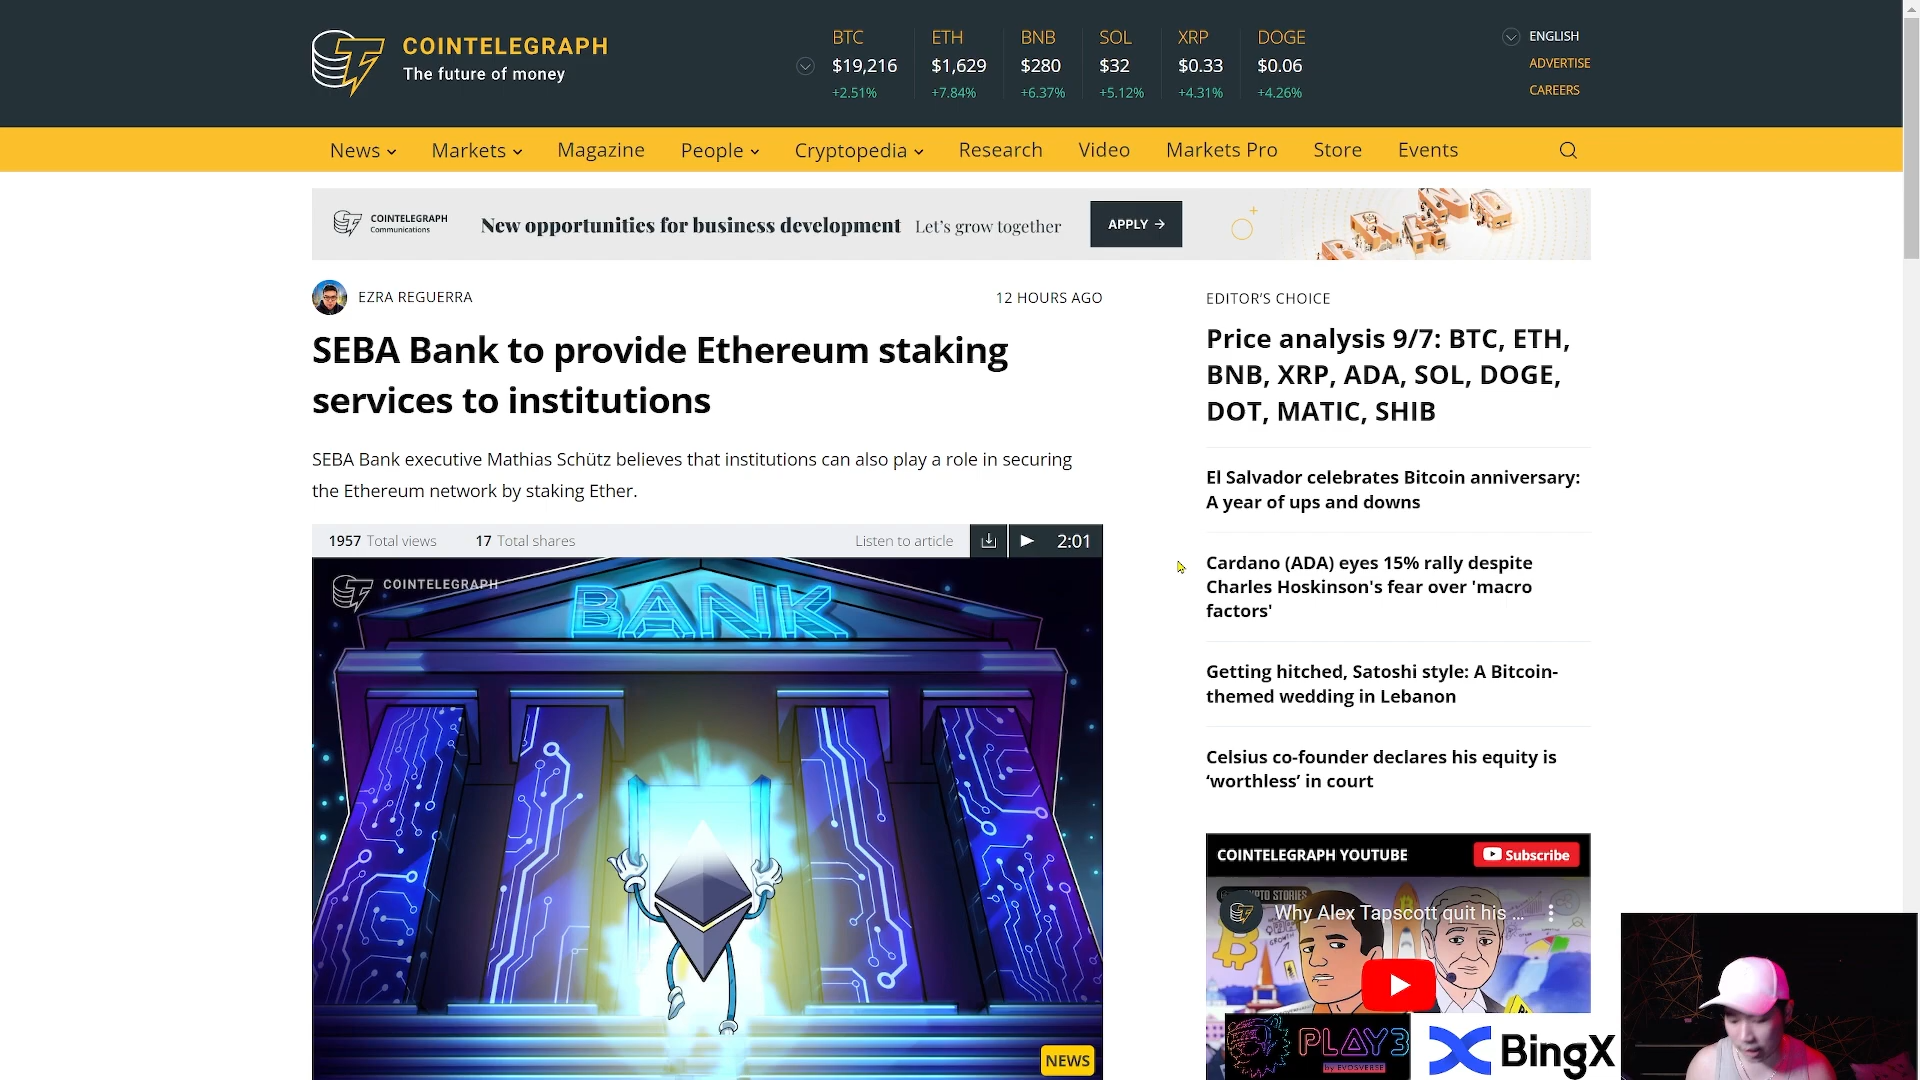 COINTELEGRAPH
The future of money
BTC
$19,216
+2.51%
ETH
$1,629
+7.84%
BNB
$280
+6.37%
SOL
$32
+5.12%
XRP
$0.33
+4.31%
DOGE
$0.06
+4.26%
ENGLISH
ADVERTISE
CAREERS
News Markets Magazine People Cryptopedia Research Video Markets Pro Store Events
COINTELEGRAPH
Communications
New opportunities for business development Let's grow together
APPLY →
EZRA REGUERRA
12 HOURS AGO
SEBA Bank to provide Ethereum staking
services to institutions
SEBA Bank executive Mathias Schütz believes that institutions can also play a role in securing
the Ethereum network by staking Ether.
1957 Total views 17 Total shares Listen to article 2:01
COINTELEGRAPH
BANK
NEWS
EDITOR'S CHOICE
Price analysis 9/7: BTC, ETH,
BNB, XRP, ADA, SOL, DOGE,
DOT, MATIC, SHIB
El Salvador celebrates Bitcoin anniversary:
A year of ups and downs
Cardano (ADA) eyes 15% rally despite
Charles Hoskinson's fear over 'macro
factors'
Getting hitched, Satoshi style: A Bitcoin-
themed wedding in Lebanon
Celsius co-founder declares his equity is
‘worthless’ in court
COINTELEGRAPH YOUTUBE
Subscribe
Why Alex Tapscott quit his ...
PLAY3
by EVOSVERSE
BingX